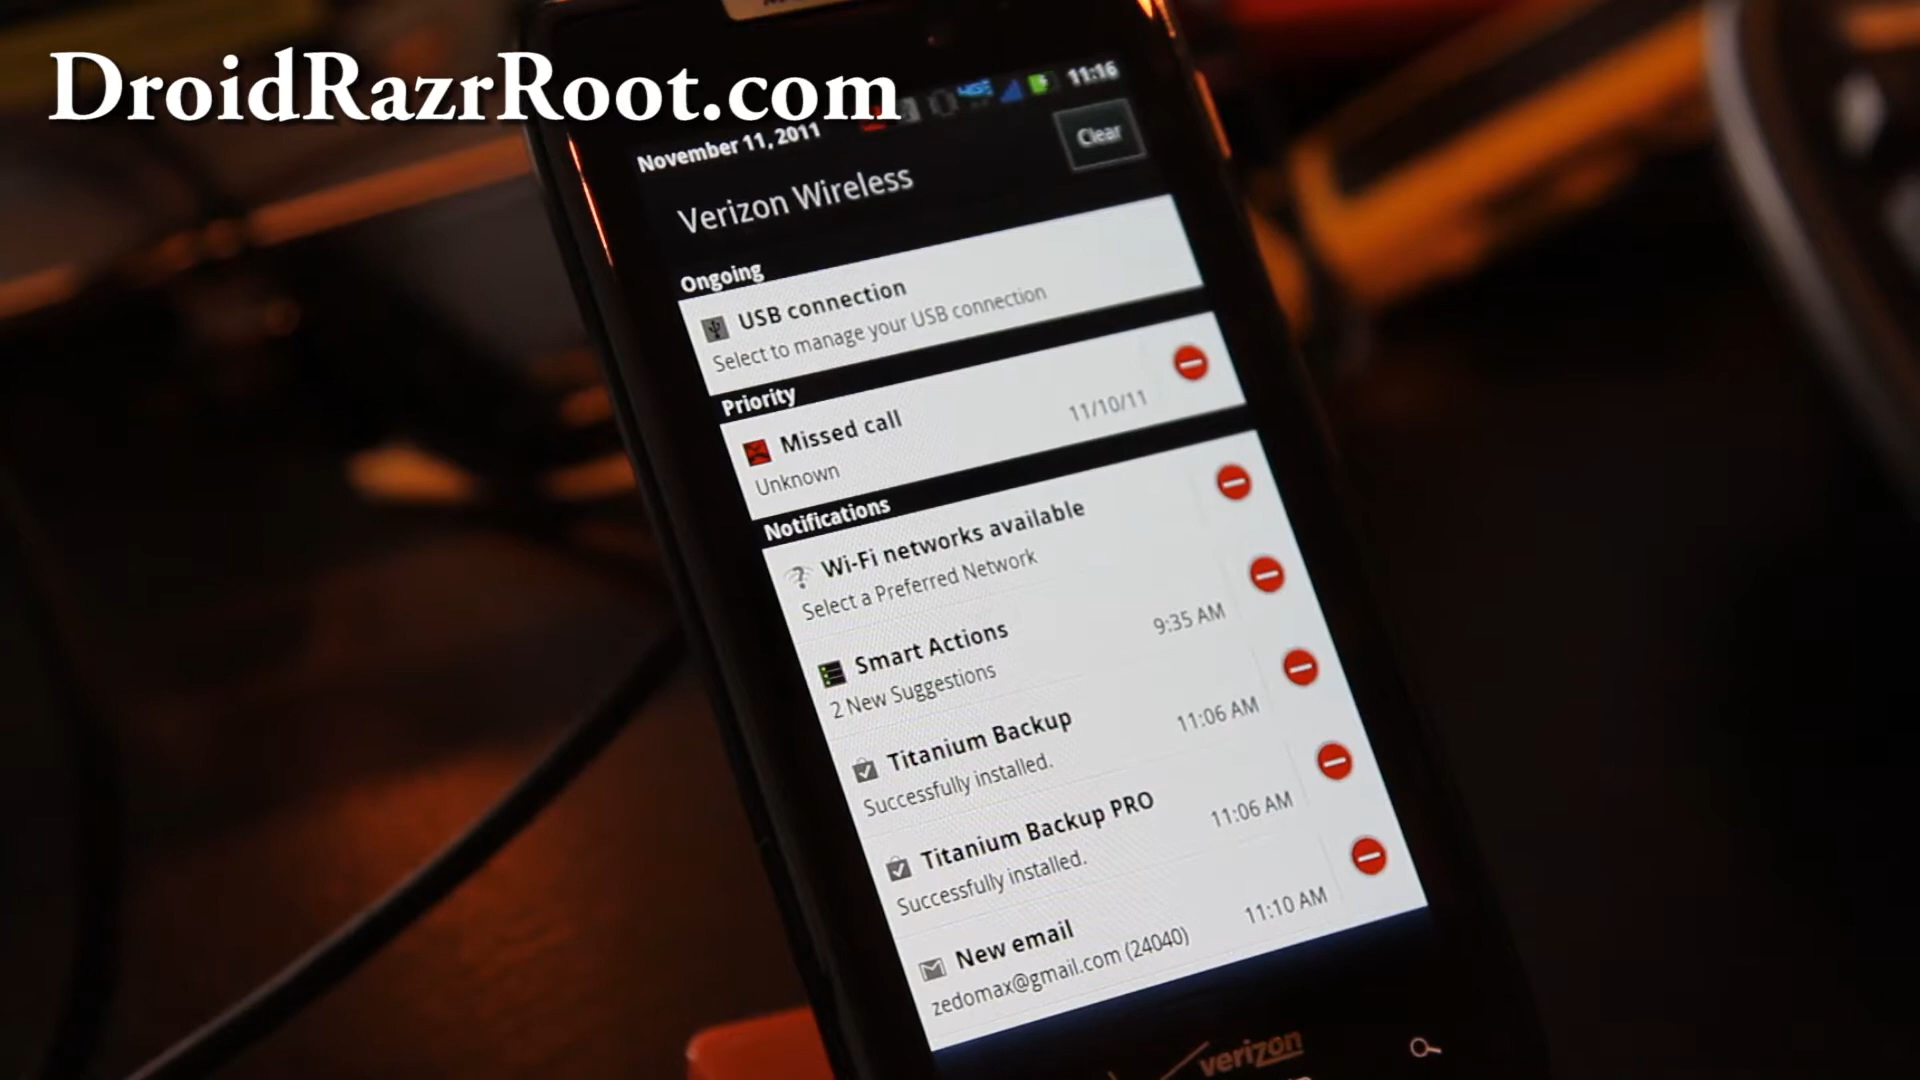 DroidRazrRoot.com
11:16
November 11, 2011
Clear
Verizon Wireless
Ongoing
USB connection
Select to manage your USB connection
Priority
Missed call
11/10/11
Unknown
Notifications
Wi-Fi networks available
Select a Preferred Network
Smart Actions
9:35 AM
2 New Suggestions
Titanium Backup
11:06 AM
Successfully installed.
Titanium Backup PRO
11:06 AM
Successfully installed.
New email
11:10 AM
zedomax@gmail.com (24040)
verizon